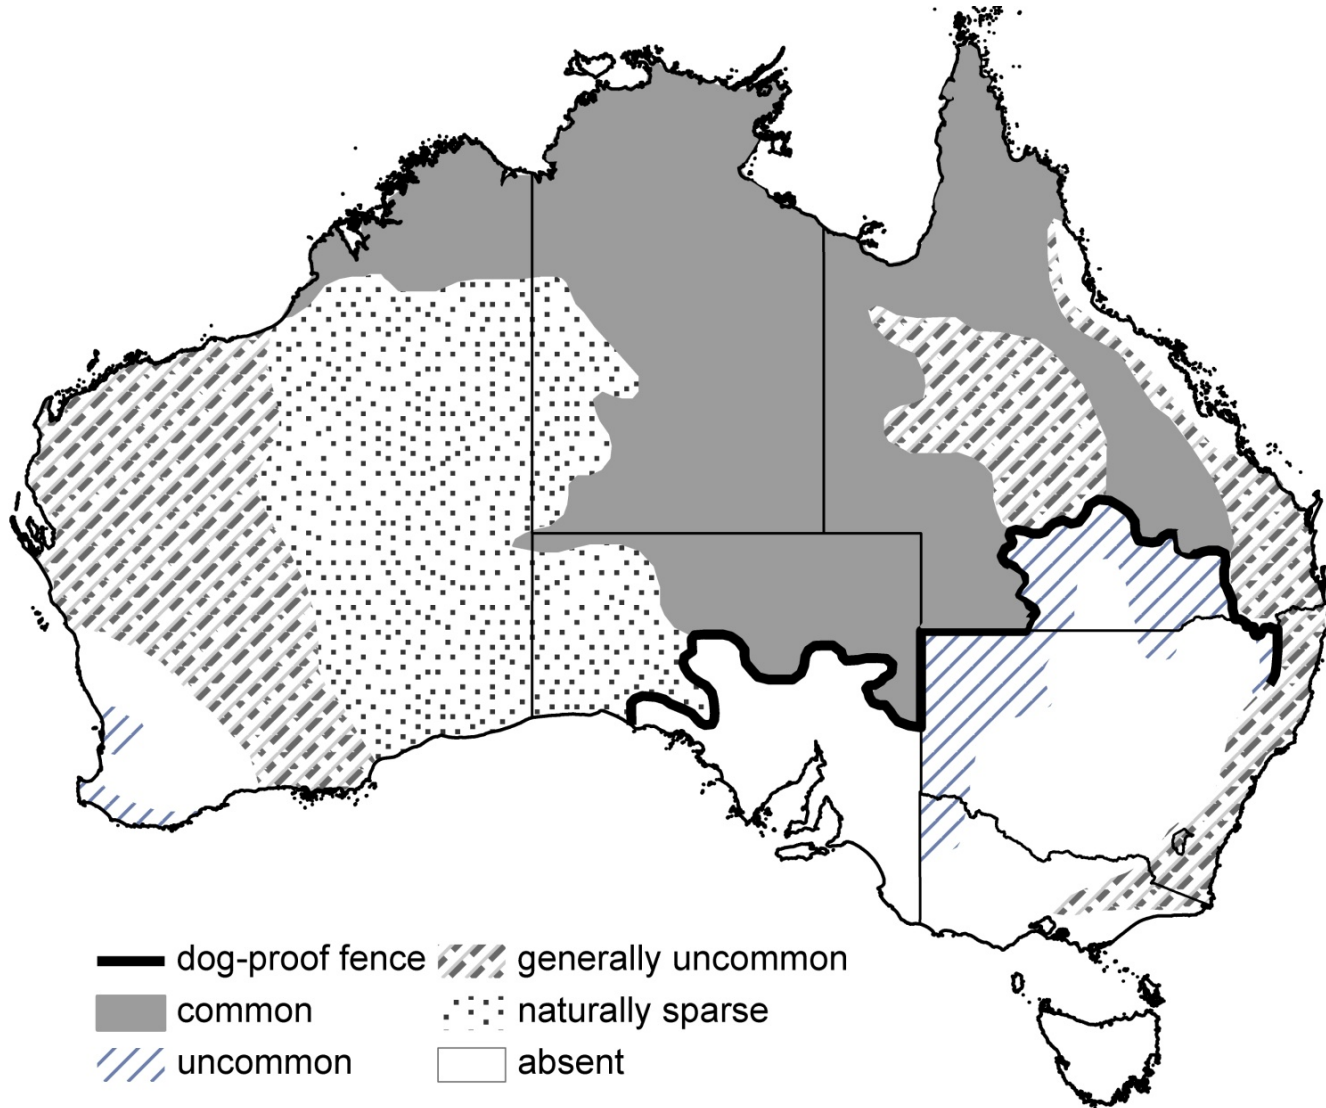 dog-proof fence
generally uncommon
common
naturally sparse
uncommon
absent